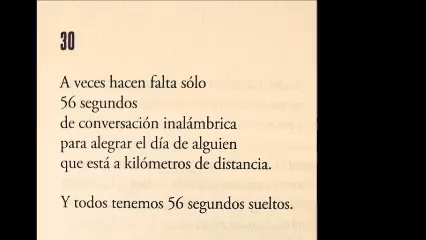 30
A veces hacen falta sólo
56 segundos
de conversación inalámbrica
para alegrar el día de alguien
que está a kilómetros de distancia.
Y todos tenemos 56 segundos sueltos.